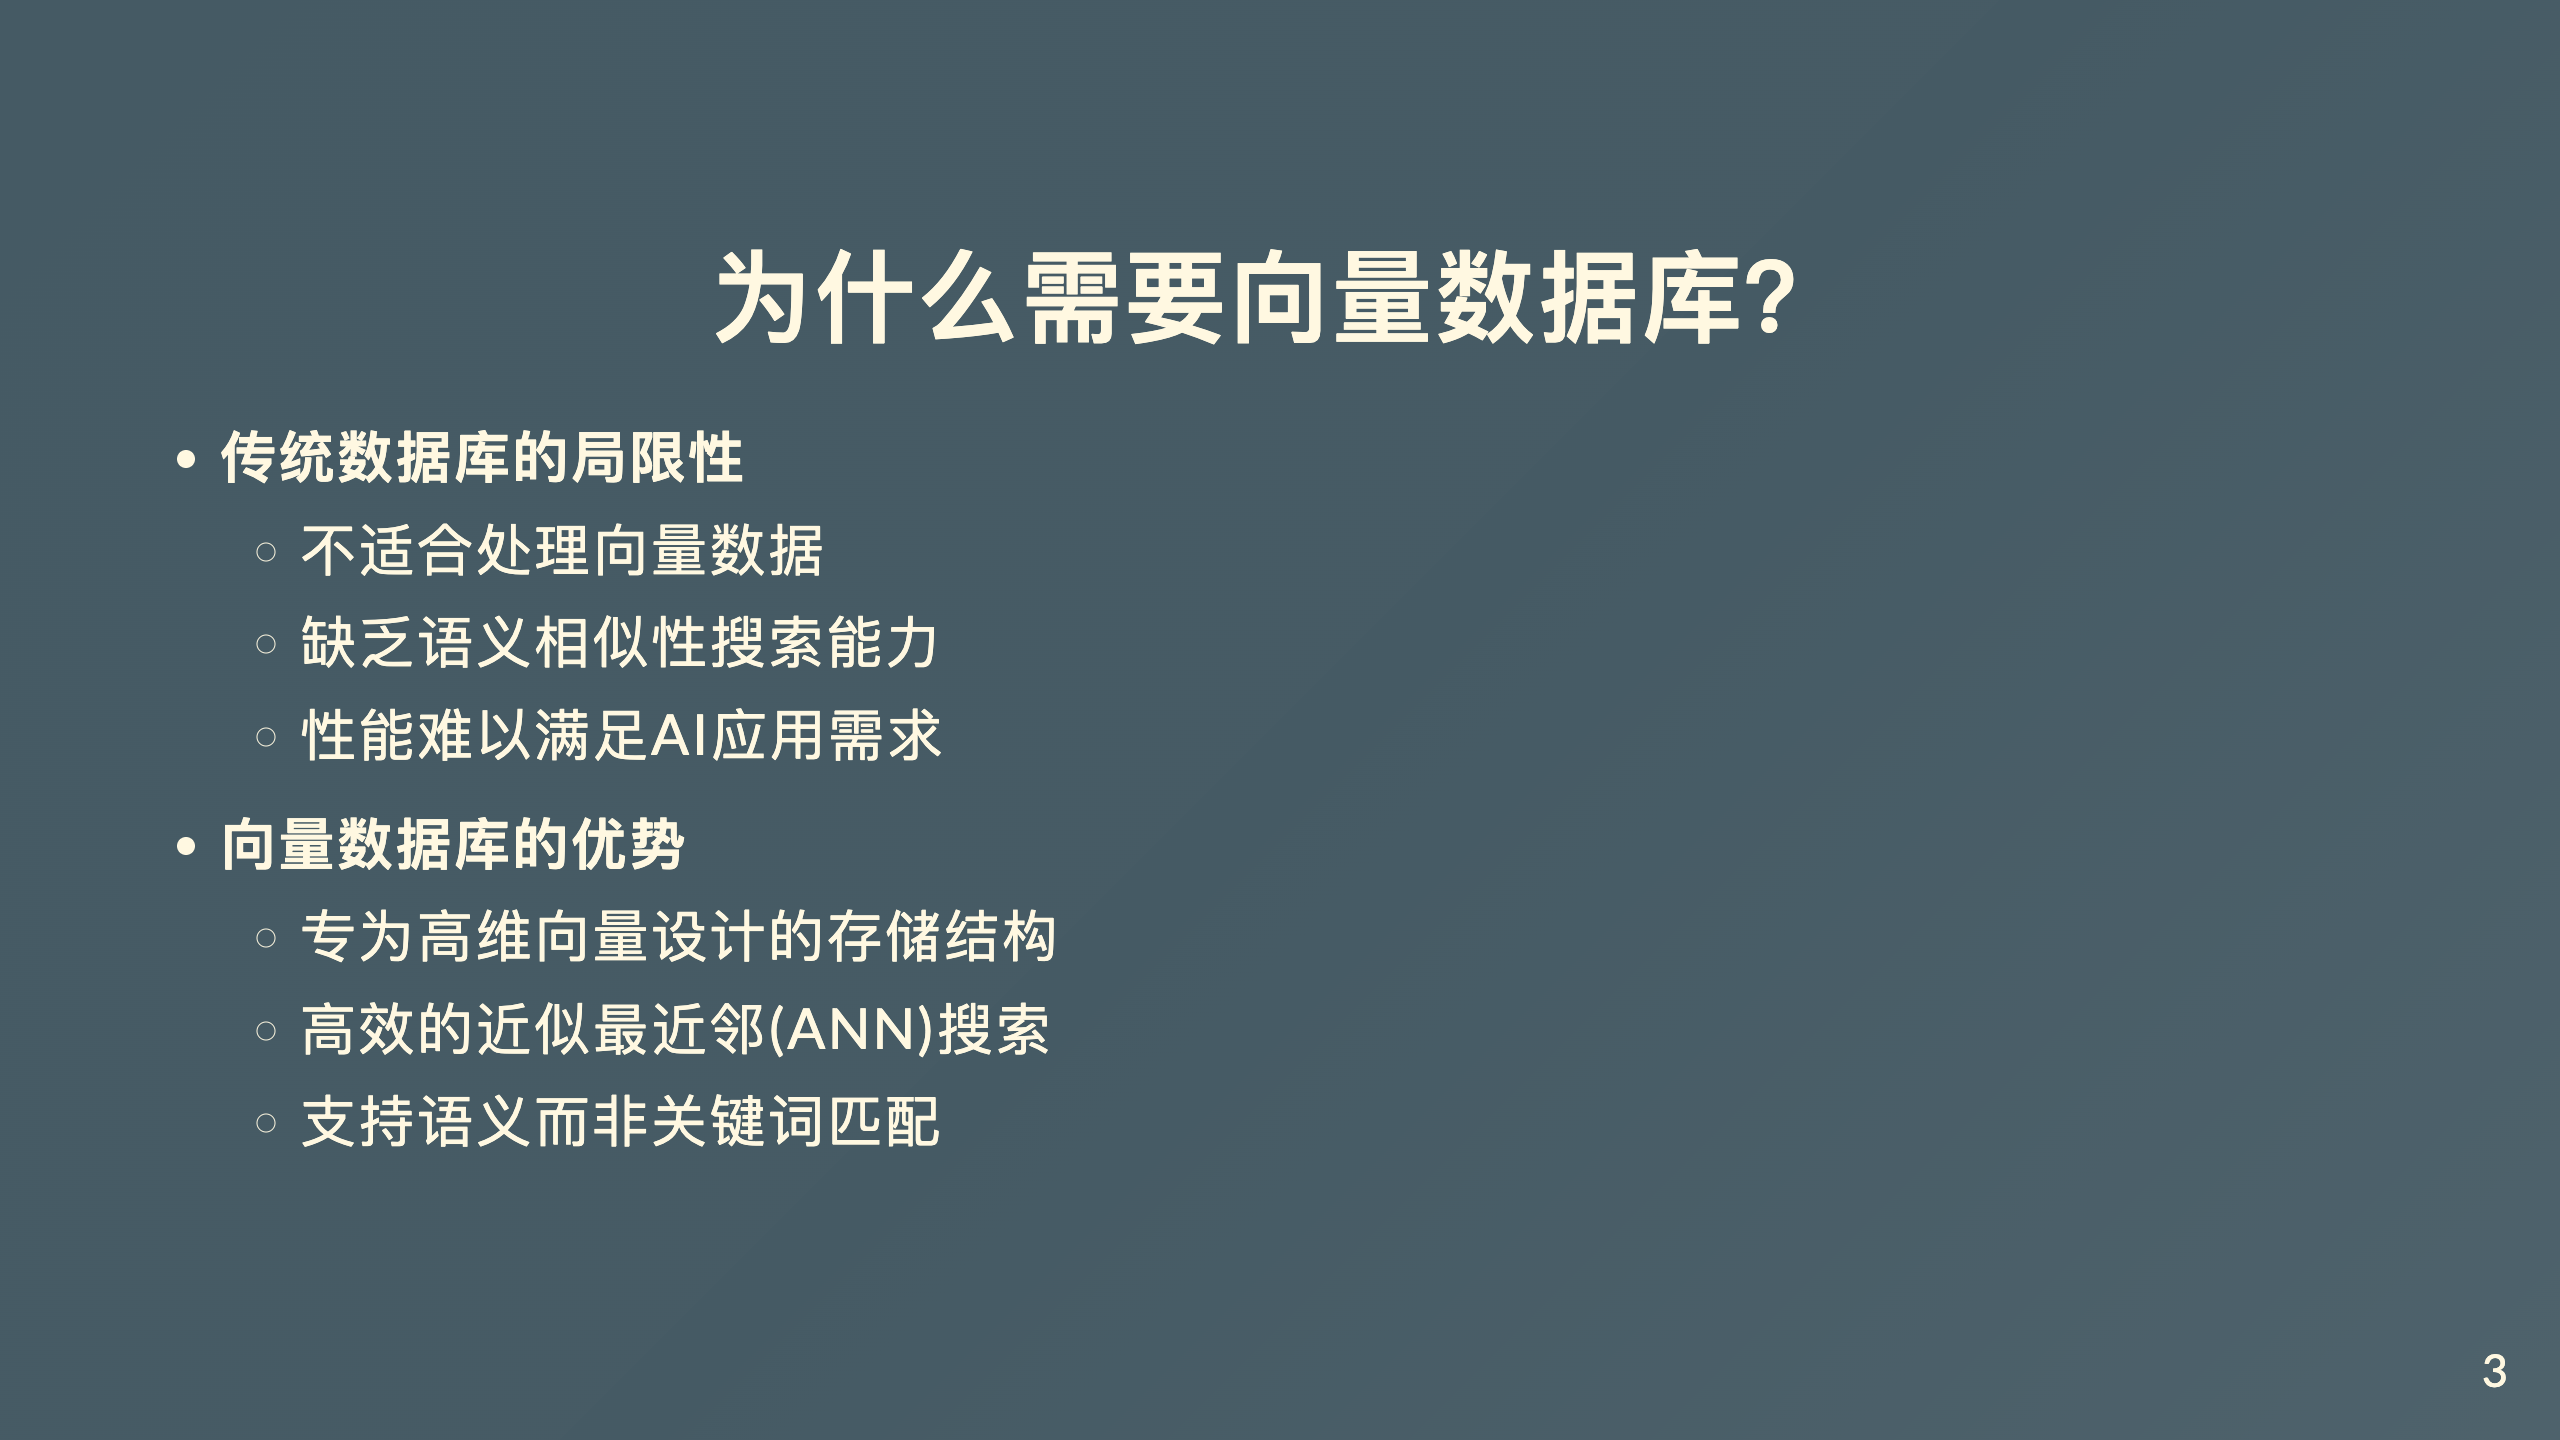 为什么需要向量数据库?
• 传统数据库的局限性
○ 不适合处理向量数据
○ 缺乏语义相似性搜索能力
○ 性能难以满足AI应用需求
• 向量数据库的优势
○ 专为高维向量设计的存储结构
○ 高效的近似最近邻(ANN)搜索
○ 支持语义而非关键词匹配
3